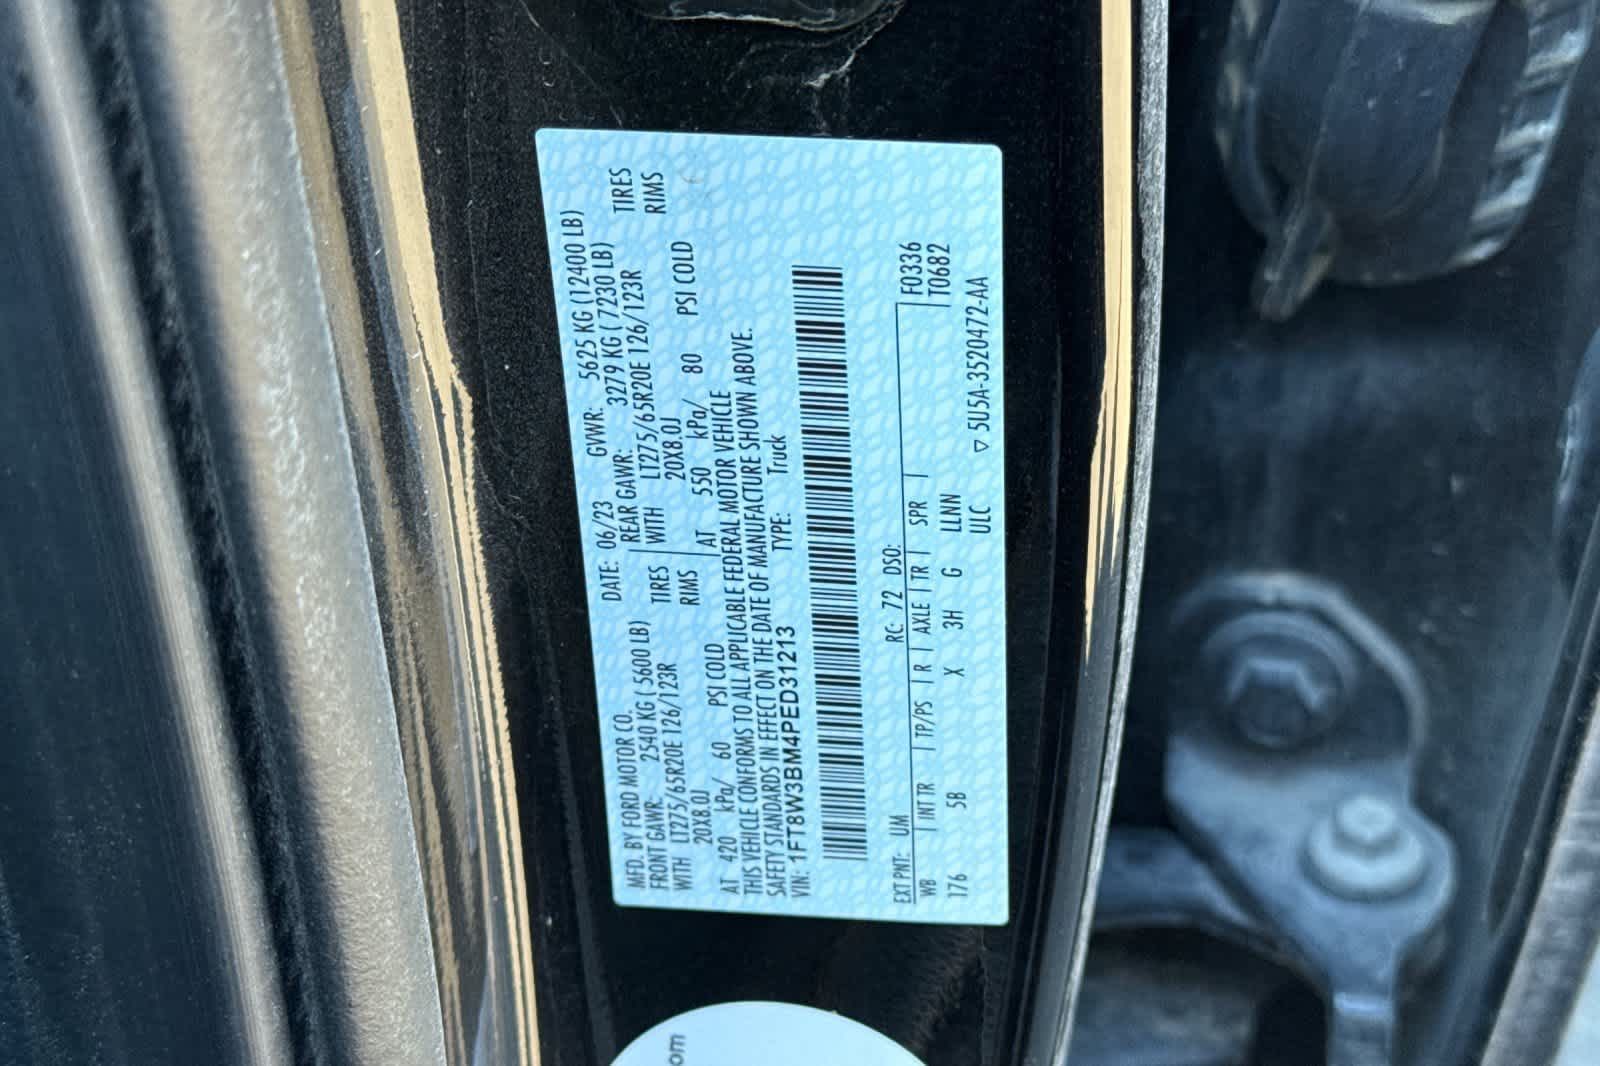 MFD. BY FORD MOTOR CO.
DATE: 06/23 GVWR: 5625 KG (12400 LB)
FRONT GAWR: 2540 KG ( 5600 LB) REAR GAWR: 3279 KG ( 7230 LB)
WITH LT275/65R20E 126/123R TIRES WITH LT275/65R20E 126/123R TIRES
20X8.0J RIMS 20X8.0J RIMS
AT 420 kPa/ 60 PSI COLD AT 550 kPa/ 80 PSI COLD
THIS VEHICLE CONFORMS TO ALL APPLICABLE FEDERAL MOTOR VEHICLE
SAFETY STANDARDS IN EFFECT ON THE DATE OF MANUFACTURE SHOWN ABOVE.
VIN: 1FT8W3BM4PED31213 TYPE: Truck
EXT PNT: UM RC: 72 DSO: F0336
WB INT TR TP/PS R AXLE TR SPR T0682
176 5B X 3H G LLNN
ULC ▽ 5U5A-3520472-AA
om